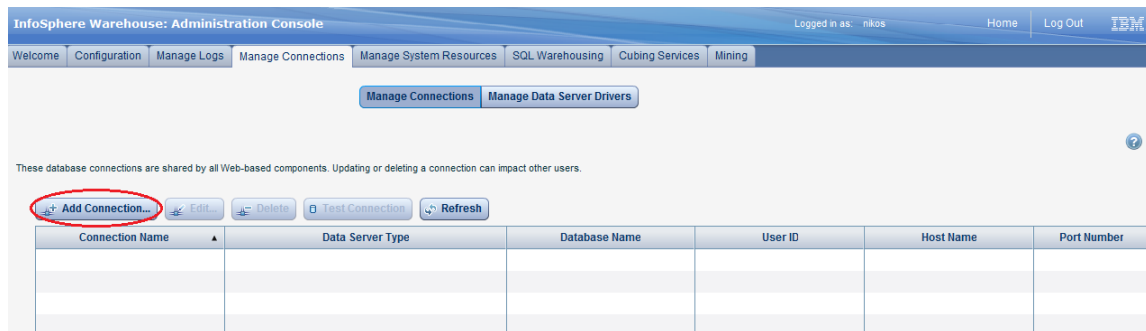 InfoSphere Warehouse: Administration Console Logged in as: nikos Home Log Out IBM
Welcome Configuration Manage Logs Manage Connections Manage System Resources SQL Warehousing Cubing Services Mining
Manage Connections Manage Data Server Drivers
?
These database connections are shared by all Web-based components. Updating or deleting a connection can impact other users.
Add Connection... Edit... Delete Test Connection Refresh
Connection Name Data Server Type Database Name User ID Host Name Port Number